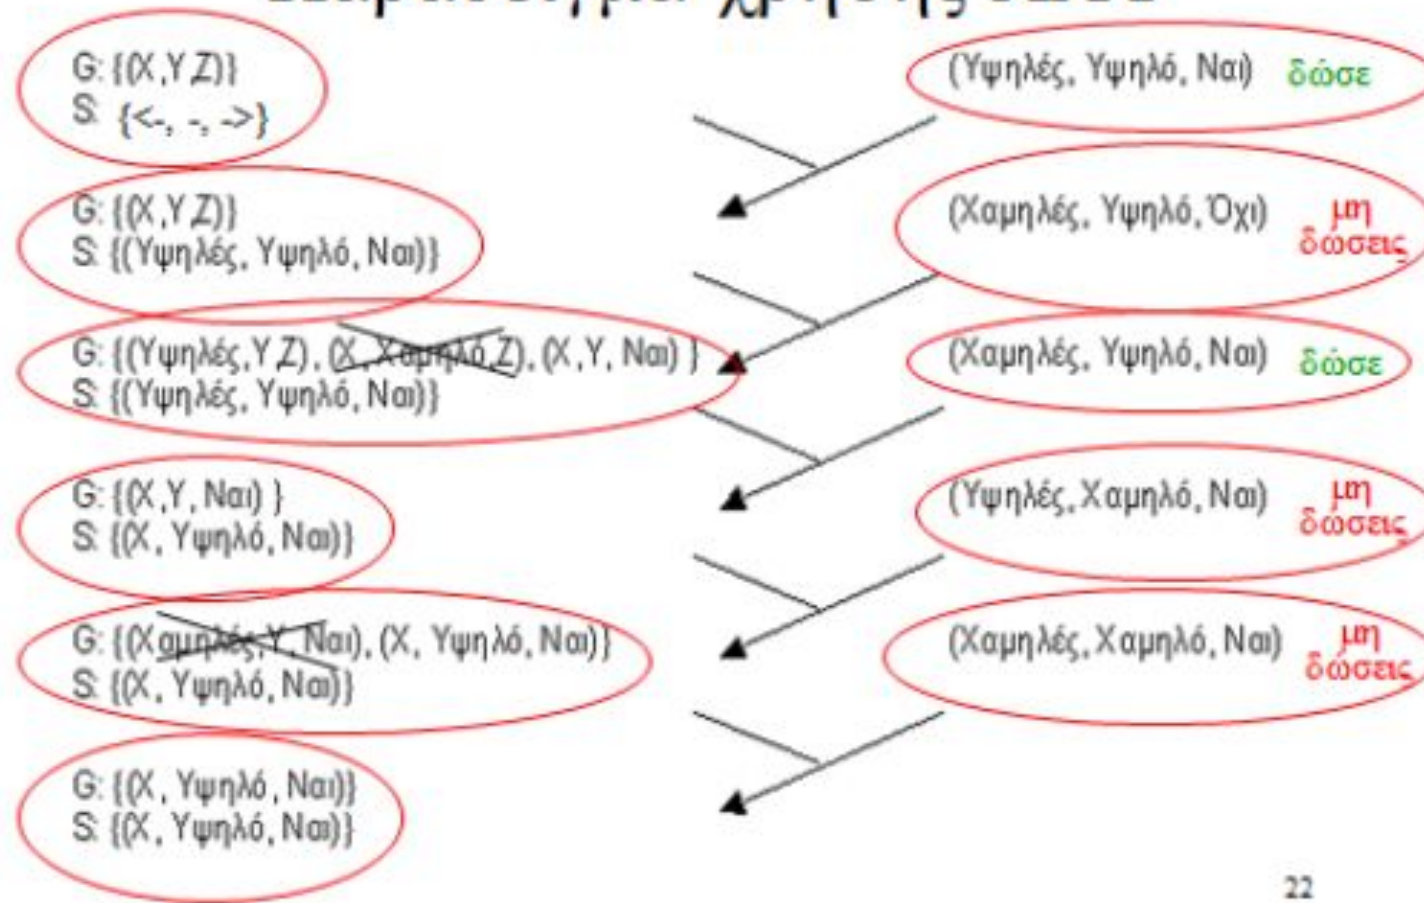 G: {(X,Y,Z)}
S: {<-, -, ->}
(Υψηλές, Υψηλό, Ναι) δώσε
G: {(X,Y,Z)}
S: {(Υψηλές, Υψηλό, Ναι)}
(Χαμηλές, Υψηλό, Όχι) μη
δώσεις
G: {(Υψηλές,Y,Z), (X, Χαμηλό,Z), (X,Y, Ναι) }
S: {(Υψηλές, Υψηλό, Ναι)}
(Χαμηλές, Υψηλό, Ναι) δώσε
G: {(X,Y, Ναι) }
S: {(X, Υψηλό, Ναι)}
(Υψηλές, Χαμηλό, Ναι) μη
δώσεις
G: {(Χαμηλές,Y, Ναι), (X, Υψηλό, Ναι)}
S: {(X, Υψηλό, Ναι)}
(Χαμηλές, Χαμηλό, Ναι) μη
δώσεις
G: {(X, Υψηλό, Ναι)}
S: {(X, Υψηλό, Ναι)}
22